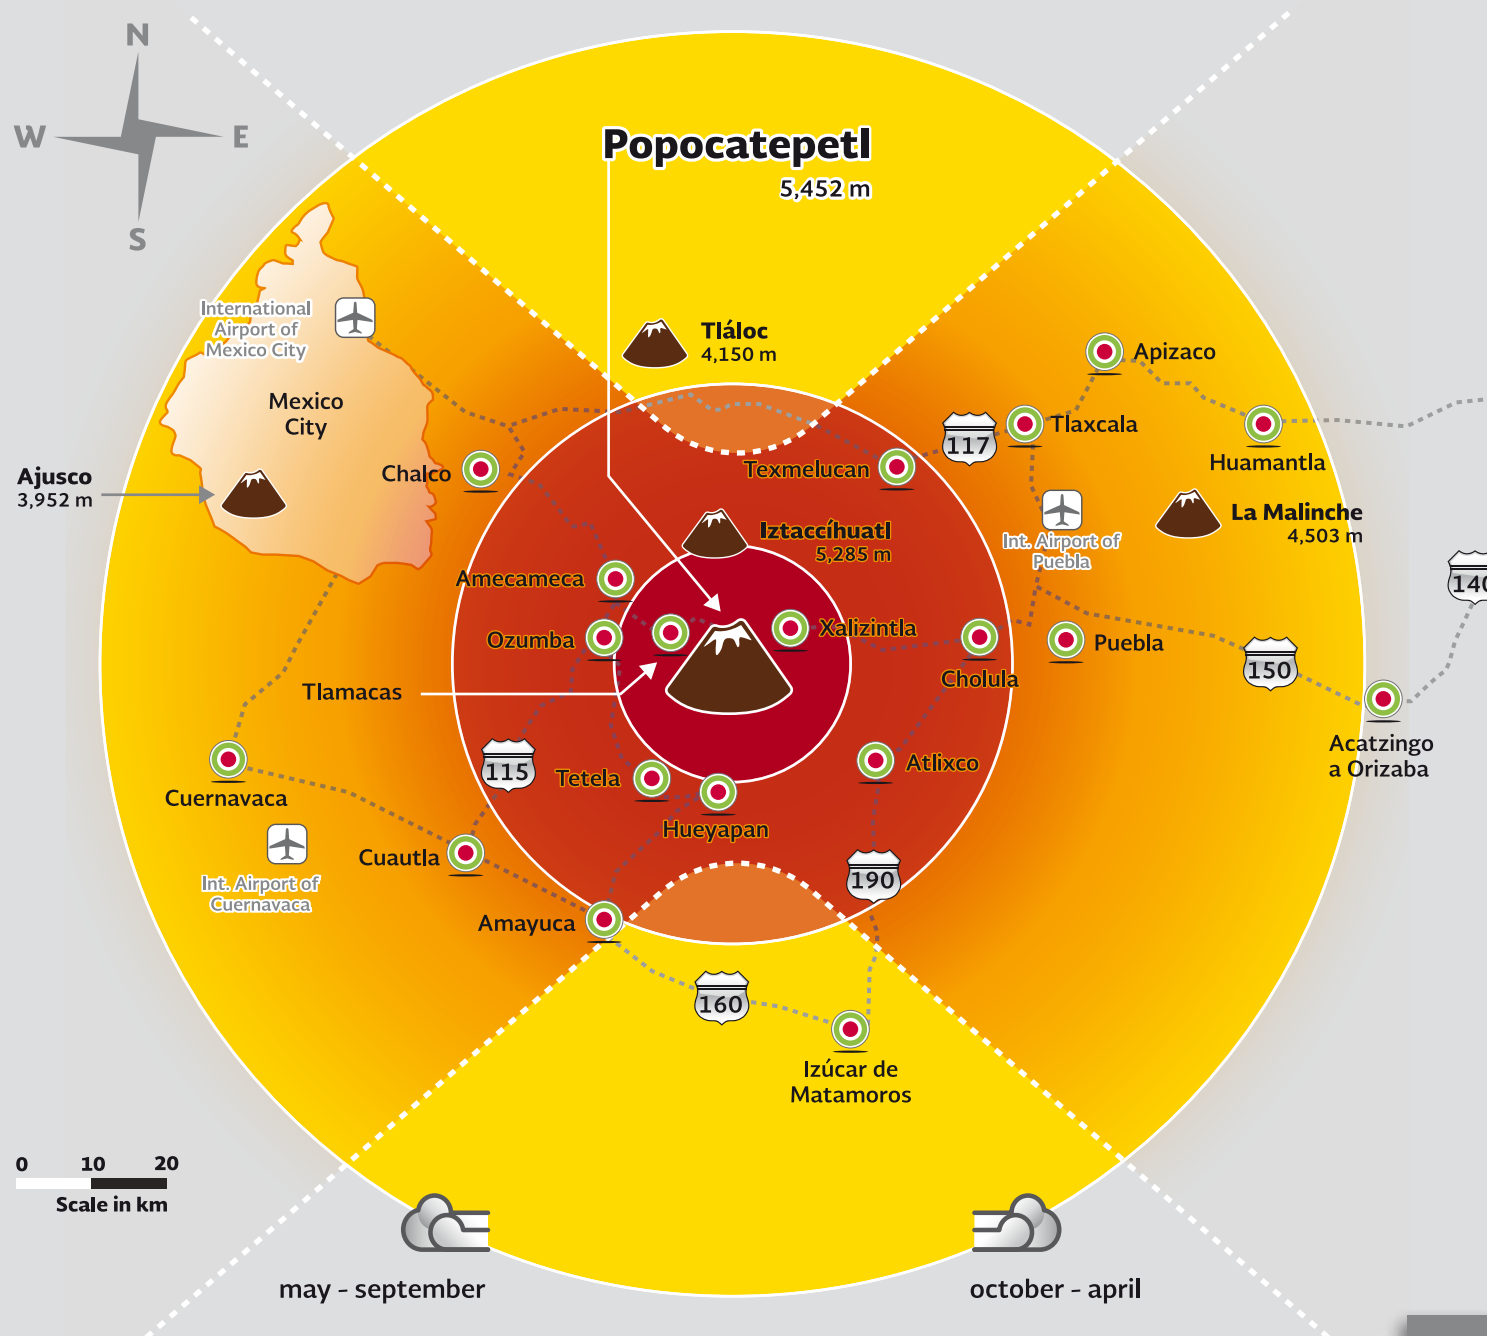 N
W
E
S
Popocatepetl
5,452 m
International
Airport of
Mexico City
Tláloc
4,150 m
Apizaco
Mexico
City
Tlaxcala
117
Huamantla
Ajusco
3,952 m
Chalco
Texmelucan
Iztaccíhuatl
5,285 m
La Malinche
4,503 m
Int. Airport of
Puebla
140
Amecameca
Ozumba
Xalizintla
Puebla
150
Cholula
Tlamacas
Acatzingo
a Orizaba
115
Tetela
Atlixco
Cuernavaca
Hueyapan
Cuautla
190
Int. Airport of
Cuernavaca
Amayuca
160
Izúcar de
Matamoros
0 10 20
Scale in km
may - september
october - april